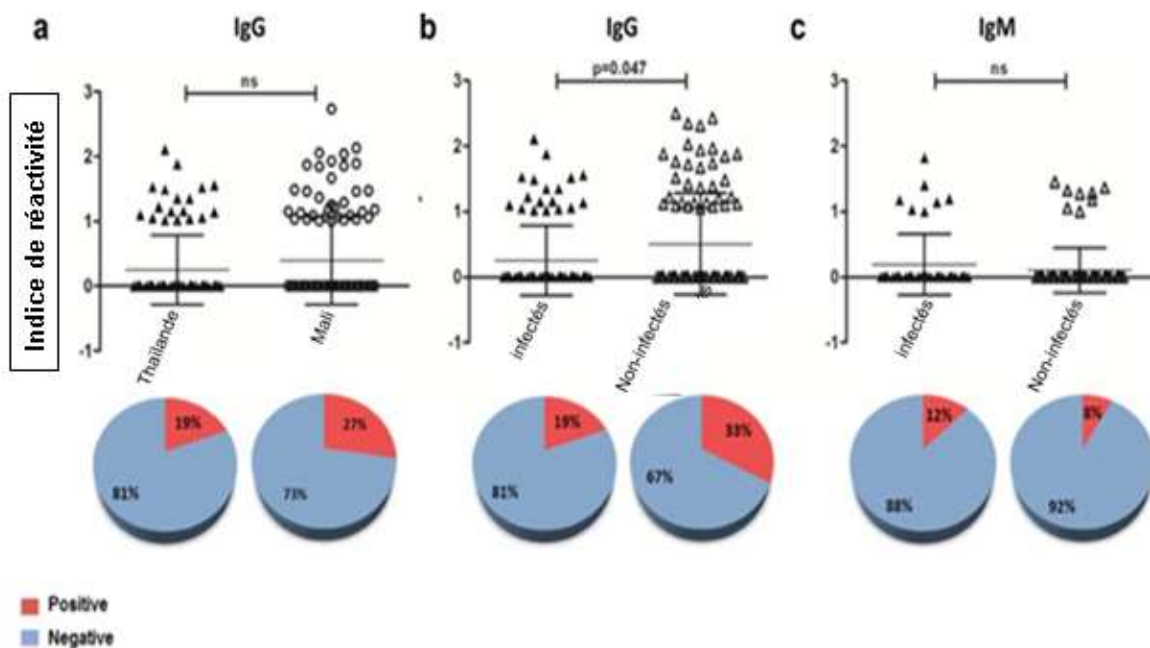 a IgG
b IgG
c IgM
Indice de réactivité
ns
3
2
1
0
-1
Thaïlande
Mali
p=0.047
3
2
1
0
-1
infectés
Non-infectés
ns
3
2
1
0
-1
infectés
Non-infectés
19%
81%
27%
73%
19%
81%
33%
67%
12%
88%
8%
92%
Positive
Negative